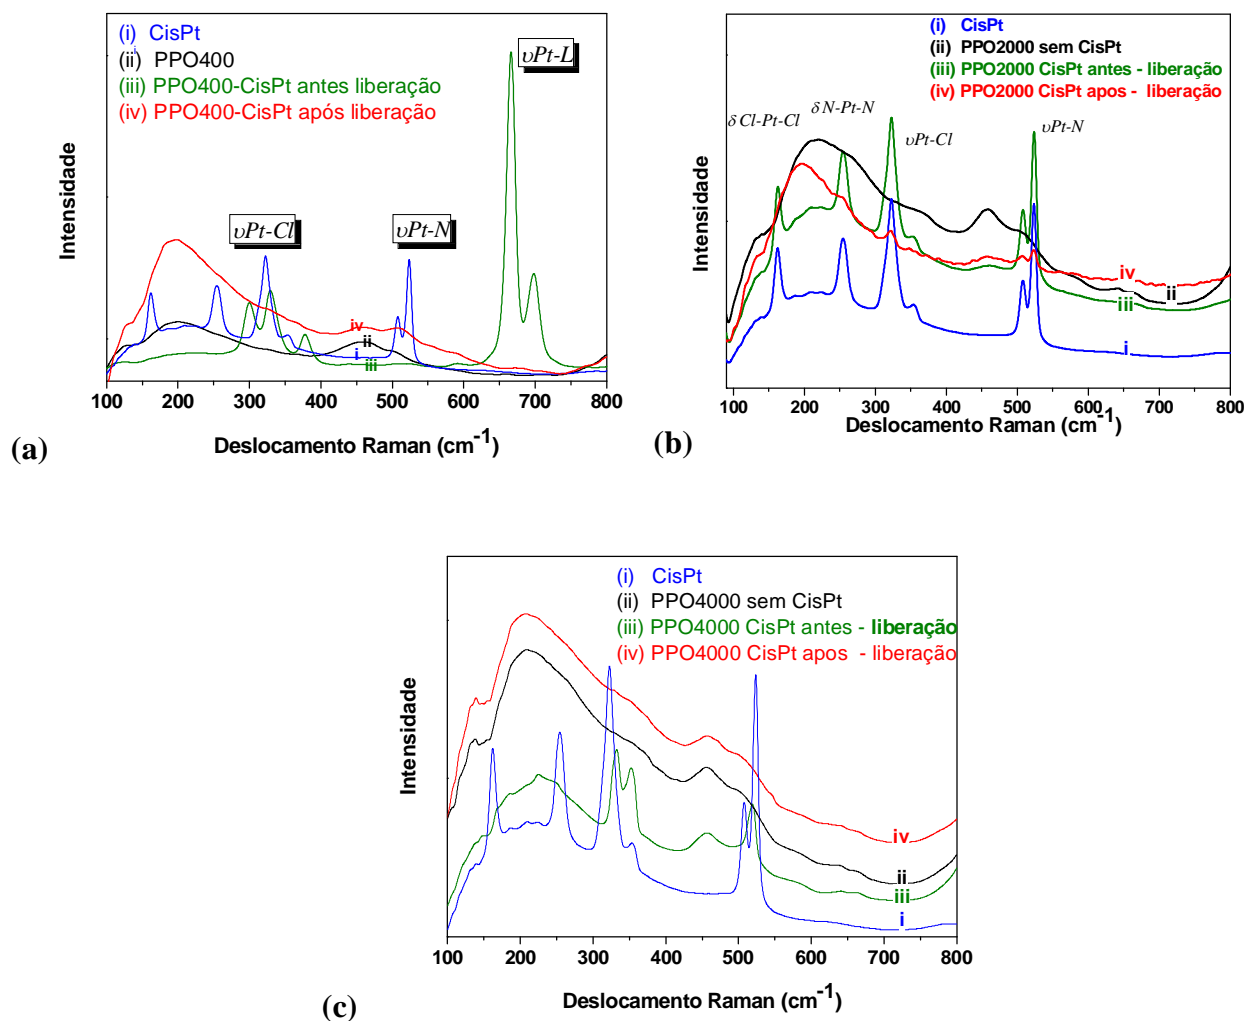 (i) CisPt
(ii) PPO400
i
(iii) PPO400-CisPt antes liberação
(iv) PPO400-CisPt após liberação
υPt-L
υPt-Cl
υPt-N
iv
ii
i
iii
Intensidade
100 200 300 400 500 600 700 800
Deslocamento Raman (cm-1)
(a)
(i) CisPt
(ii) PPO2000 sem CisPt
(iii) PPO2000 CisPt antes - liberação
(iv) PPO2000 CisPt apos - liberação
δ Cl-Pt-Cl
δ N-Pt-N
υPt-Cl
υPt-N
iv
ii
iii
i
Intensidade
100 200 300 400 500 600 700 800
Deslocamento Raman (cm-1)
(b)
(i) CisPt
(ii) PPO4000 sem CisPt
(iii) PPO4000 CisPt antes - liberação
(iv) PPO4000 CisPt apos - liberação
iv
ii
iii
i
Intensidade
100 200 300 400 500 600 700 800
Deslocamento Raman (cm-1)
(c)